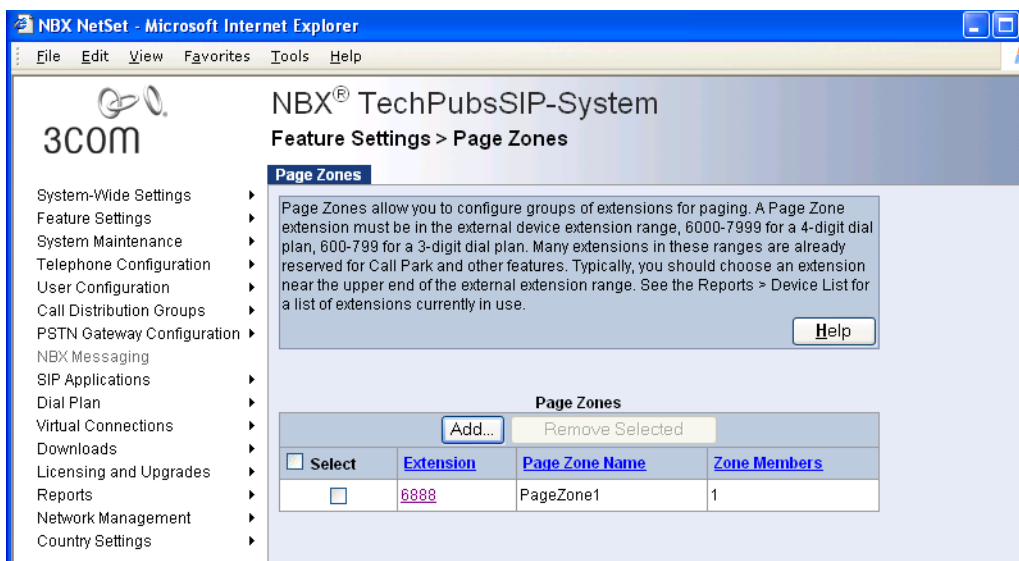 NBX NetSet - Microsoft Internet Explorer
File Edit View Favorites Tools Help
3COM
NBX® TechPubsSIP-System
Feature Settings > Page Zones
Page Zones
System-Wide Settings
Feature Settings
System Maintenance
Telephone Configuration
User Configuration
Call Distribution Groups
PSTN Gateway Configuration
NBX Messaging
SIP Applications
Dial Plan
Virtual Connections
Downloads
Licensing and Upgrades
Reports
Network Management
Country Settings
Page Zones allow you to configure groups of extensions for paging. A Page Zone
extension must be in the external device extension range, 6000-7999 for a 4-digit dial
plan, 600-799 for a 3-digit dial plan. Many extensions in these ranges are already
reserved for Call Park and other features. Typically, you should choose an extension
near the upper end of the external extension range. See the Reports > Device List for
a list of extensions currently in use.
Help
Page Zones
Add... Remove Selected
Select Extension Page Zone Name Zone Members
6888 PageZone1 1